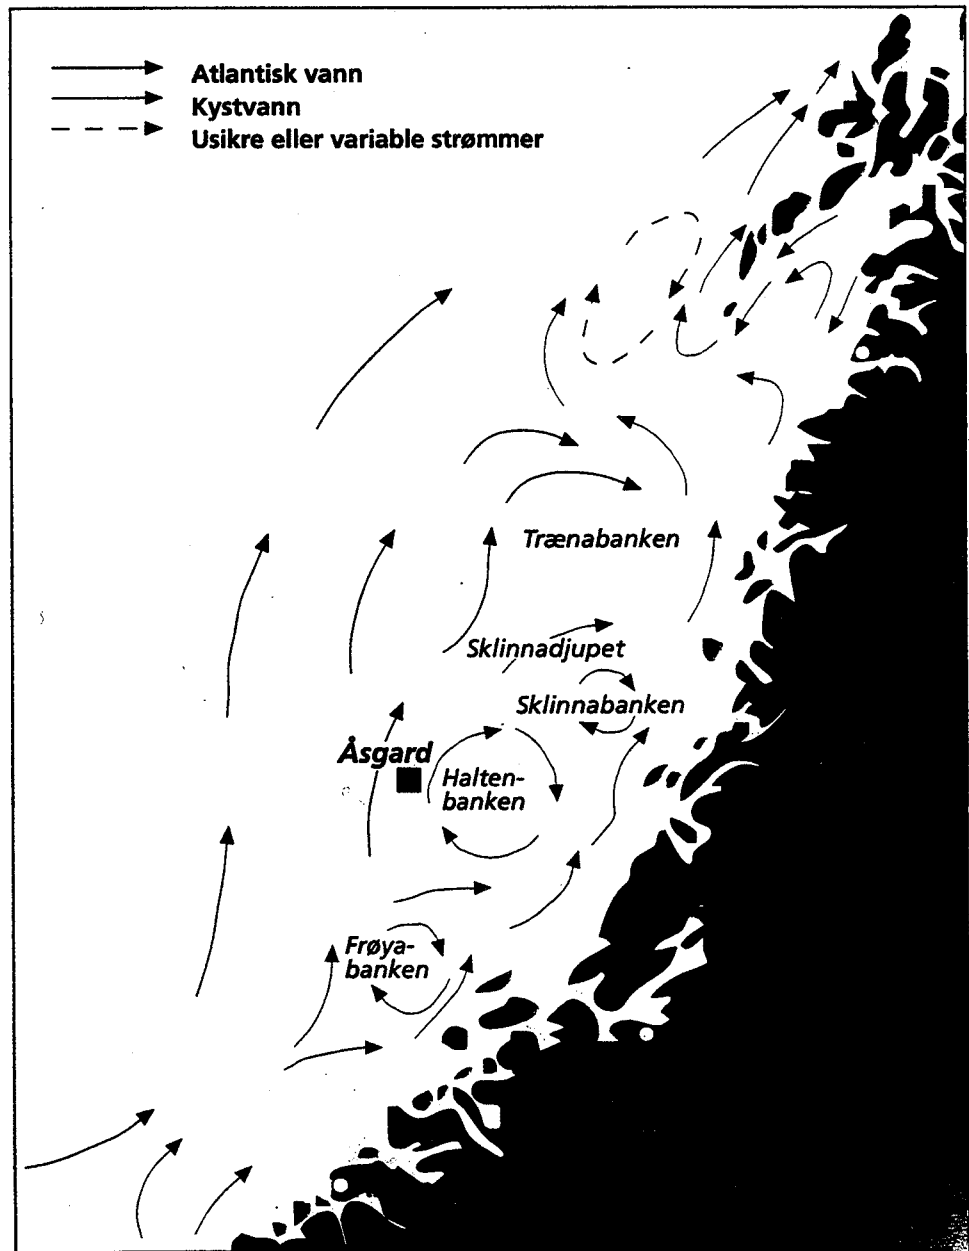 Atlantisk vann
Kystvann
Usikre eller variable strømmer
Trænabanken
Sklinnadjupet
Sklinnabanken
Åsgard
Halten-
banken
Frøya-
banken